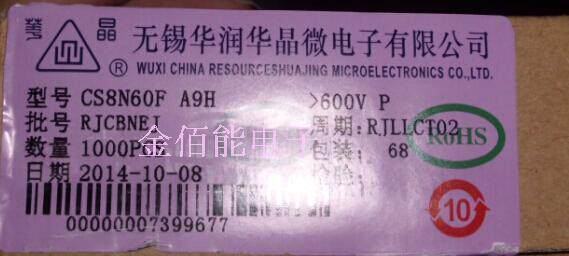 华 晶
无锡华润华晶微电子有限公司
® WUXI CHINA RESOURCESHUAJING MICROELECTRONICS CO.,LTD.
型号 CS8N60F A9H >600V P
批号 RJCBNEJ 周期: RJLLCT02
数量 1000P 包装: 68
RoHS
日期 2014-10-08 检验:
金佰能电子
00000007399677
10